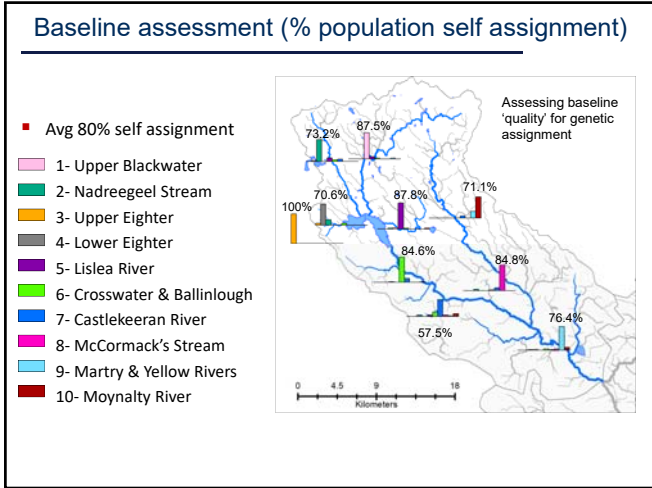 Baseline assessment (% population self assignment)
Avg 80% self assignment
1- Upper Blackwater
2- Nadreegeel Stream
3- Upper Eighter
4- Lower Eighter
5- Lislea River
6- Crosswater & Ballinlough
7- Castlekeeran River
8- McCormack's Stream
9- Martry & Yellow Rivers
10- Moynalty River
Assessing baseline
‘quality’ for genetic
assignment
73.2%
87.5%
100%
70.6%
87.8%
71.1%
84.6%
84.8%
57.5%
76.4%
0 4.5 9 18
Kilometers